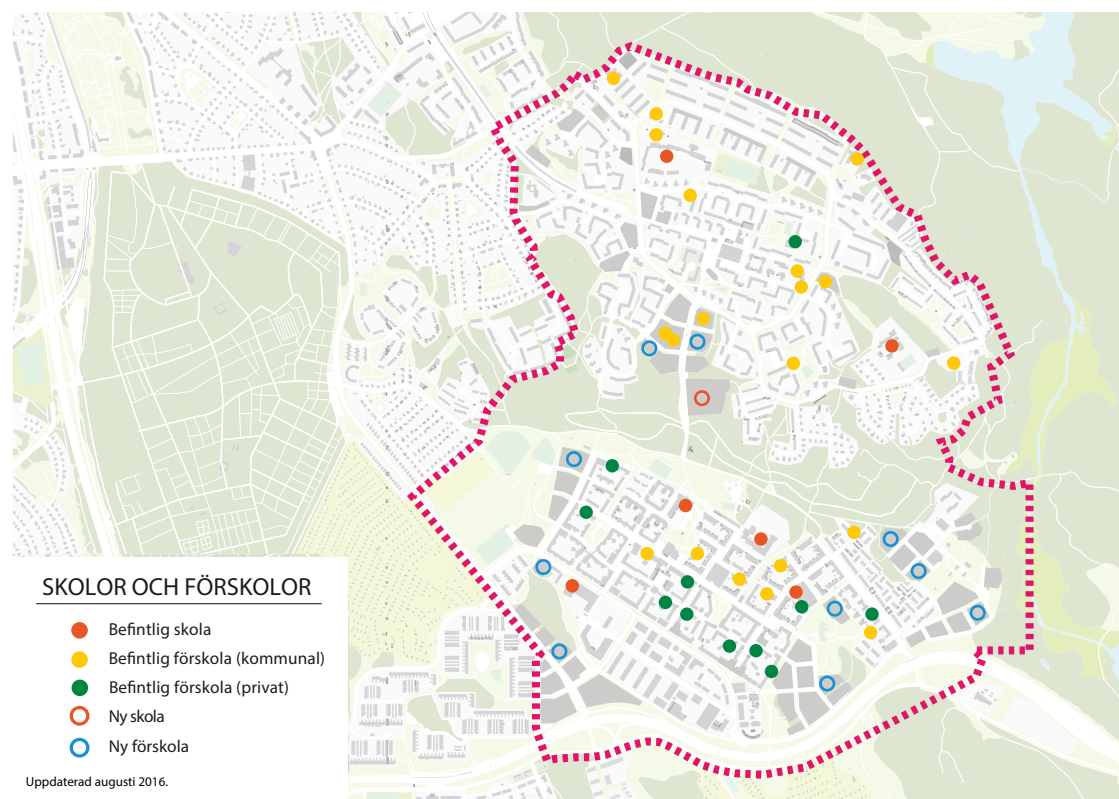 SKOLOR OCH FÖRSKOLOR
Befintlig skola
Befintlig förskola (kommunal)
Befintlig förskola (privat)
Ny skola
Ny förskola
Uppdaterad augusti 2016.